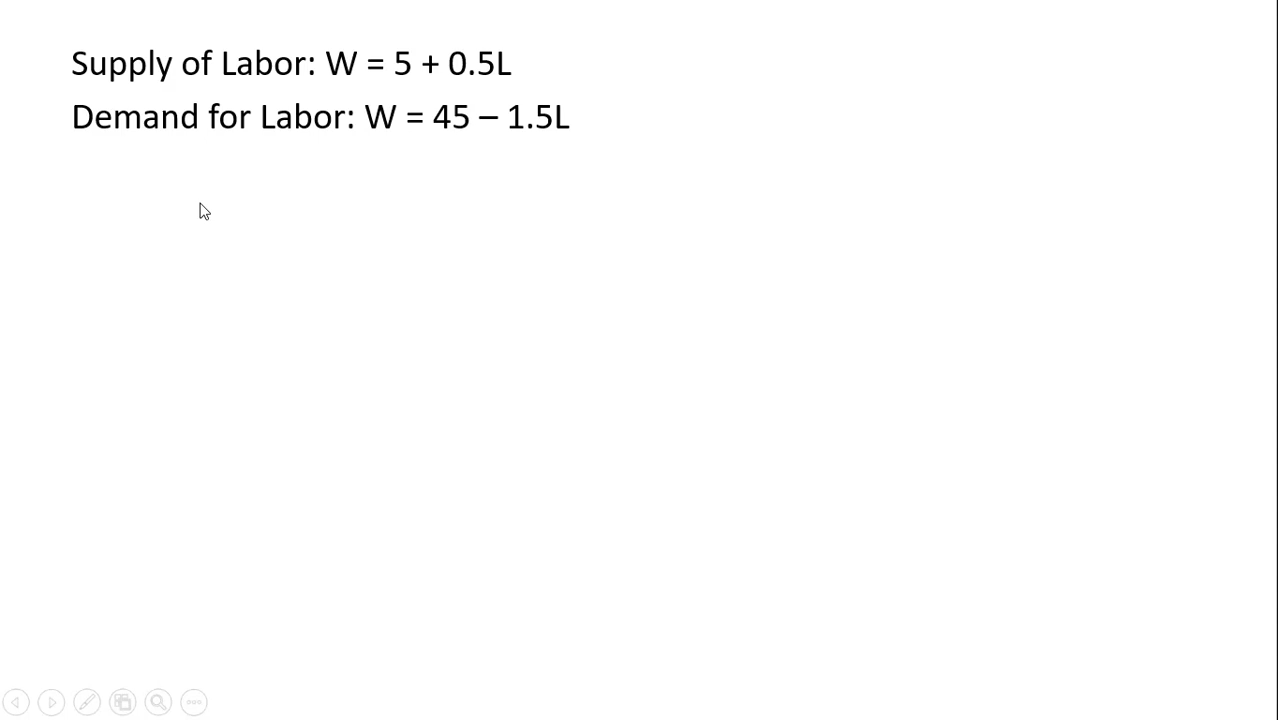 Supply of Labor: W = 5 + 0.5L
Demand for Labor: W = 45 – 1.5L